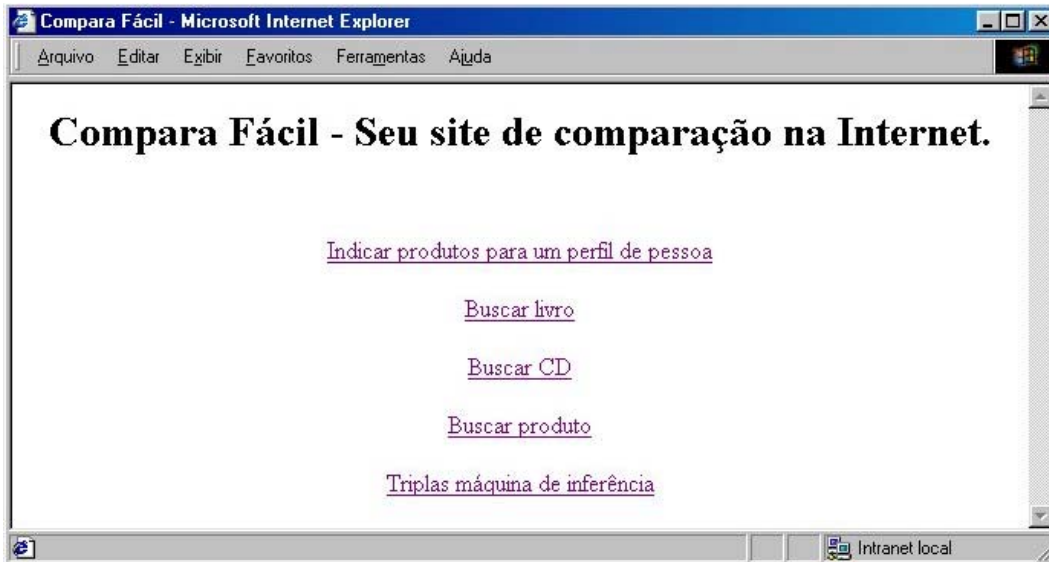 Compara Fácil - Microsoft Internet Explorer
Arquivo Editar Exibir Favoritos Ferramentas Ajuda
Compara Fácil - Seu site de comparação na Internet.
Indicar produtos para um perfil de pessoa
Buscar livro
Buscar CD
Buscar produto
Triplas máquina de inferência
Intranet local